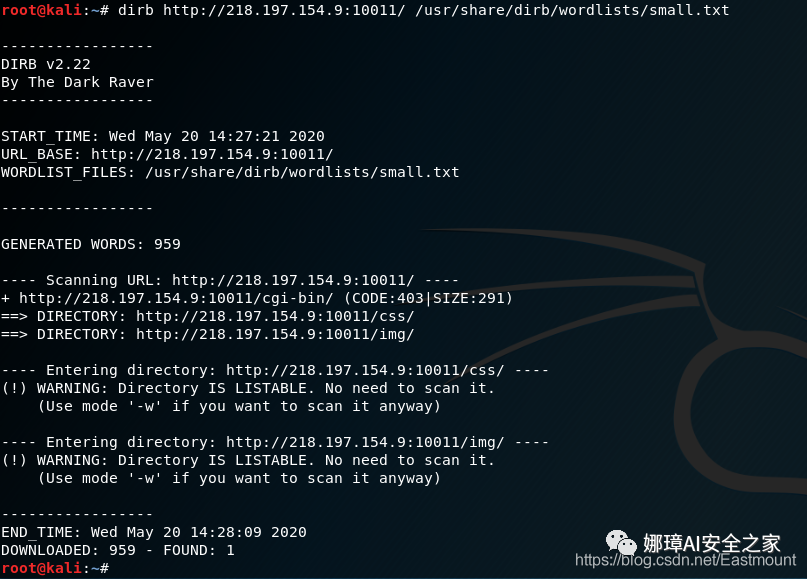 root@kali:~# dirb http://218.197.154.9:10011/ /usr/share/dirb/wordlists/small.txt
-----------------
DIRB v2.22
By The Dark Raver
-----------------
START_TIME: Wed May 20 14:27:21 2020
URL_BASE: http://218.197.154.9:10011/
WORDLIST_FILES: /usr/share/dirb/wordlists/small.txt
-----------------
GENERATED WORDS: 959
---- Scanning URL: http://218.197.154.9:10011/ ----
+ http://218.197.154.9:10011/cgi-bin/ (CODE:403|SIZE:291)
==> DIRECTORY: http://218.197.154.9:10011/css/
==> DIRECTORY: http://218.197.154.9:10011/img/
---- Entering directory: http://218.197.154.9:10011/css/ ----
(!) WARNING: Directory IS LISTABLE. No need to scan it.
    (Use mode '-w' if you want to scan it anyway)
---- Entering directory: http://218.197.154.9:10011/img/ ----
(!) WARNING: Directory IS LISTABLE. No need to scan it.
    (Use mode '-w' if you want to scan it anyway)
-----------------
END_TIME: Wed May 20 14:28:09 2020
DOWNLOADED: 959 - FOUND: 1
root@kali:~#
娜璋AI安全之家
https://blog.csdn.net/Eastmount